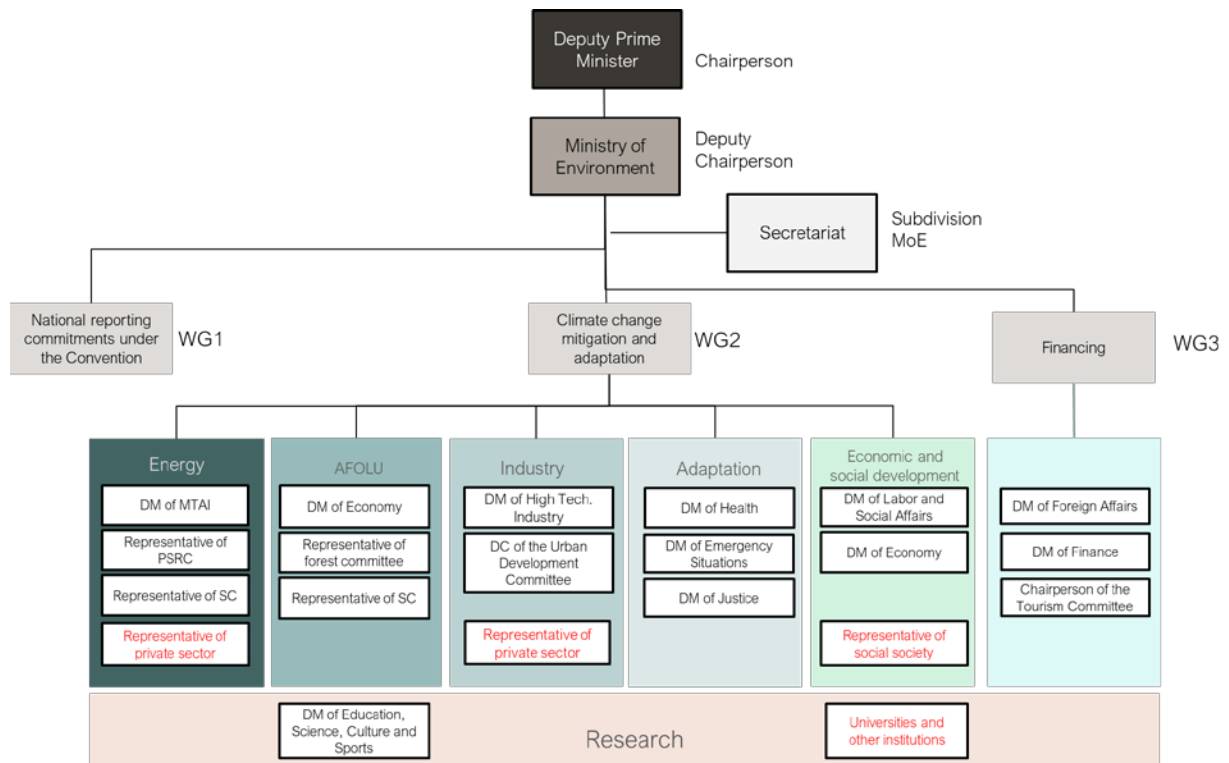 Deputy Prime
Minister
Chairperson
Ministry of
Environment
Deputy
Chairperson
Secretariat
Subdivision
MoE
National reporting
commitments under
the Convention
WG1
Climate change
mitigation and
adaptation
WG2
Financing
WG3
Energy
DM of MTAI
Representative of
PSRC
Representative of SC
Representative of
private sector
AFOLU
DM of Economy
Representative of
forest committee
Representative of SC
Industry
DM of High Tech.
Industry
DC of the Urban
Development
Committee
Representative of
private sector
Adaptation
DM of Health
DM of Emergency
Situations
DM of Justice
Economic and
social development
DM of Labor and
Social Affairs
DM of Economy
Representative of
social society
DM of Foreign Affairs
DM of Finance
Chairperson of the
Tourism Committee
DM of Education,
Science, Culture and
Sports
Research
Universities and
other institutions